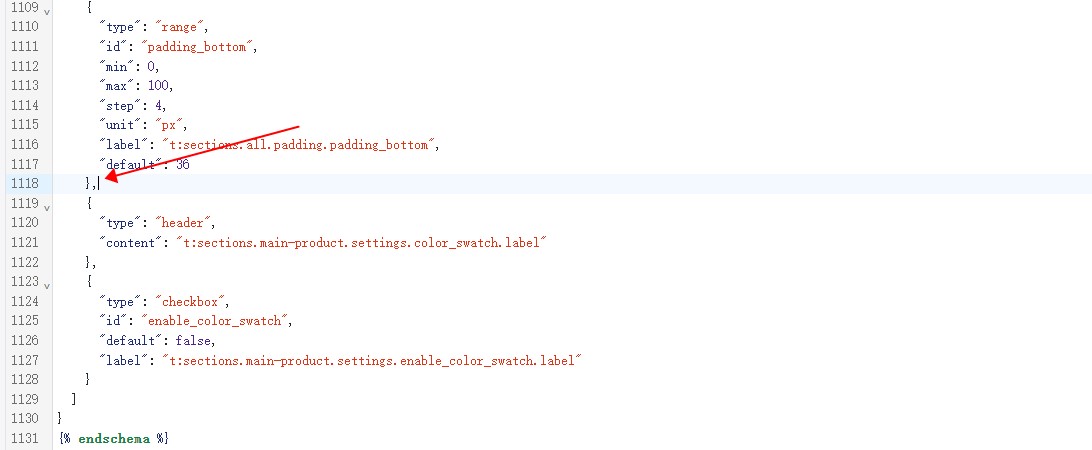 1109 {
1110 "type": "range",
1111 "id": "padding_bottom",
1112 "min": 0,
1113 "max": 100,
1114 "step": 4,
1115 "unit": "px",
1116 "label": "t:sections.all.padding.padding_bottom",
1117 "default": 36
1118 },
1119 {
1120 "type": "header",
1121 "content": "t:sections.main-product.settings.color_swatch.label"
1122 },
1123 {
1124 "type": "checkbox",
1125 "id": "enable_color_swatch",
1126 "default": false,
1127 "label": "t:sections.main-product.settings.enable_color_swatch.label"
1128 }
1129 ]
1130 }
1131 {% endschema %}